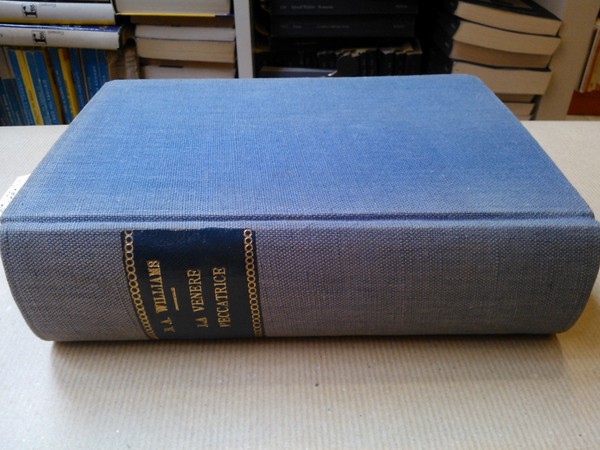 B. A. WILLIAMS
LA VENERE
PECCATRICE